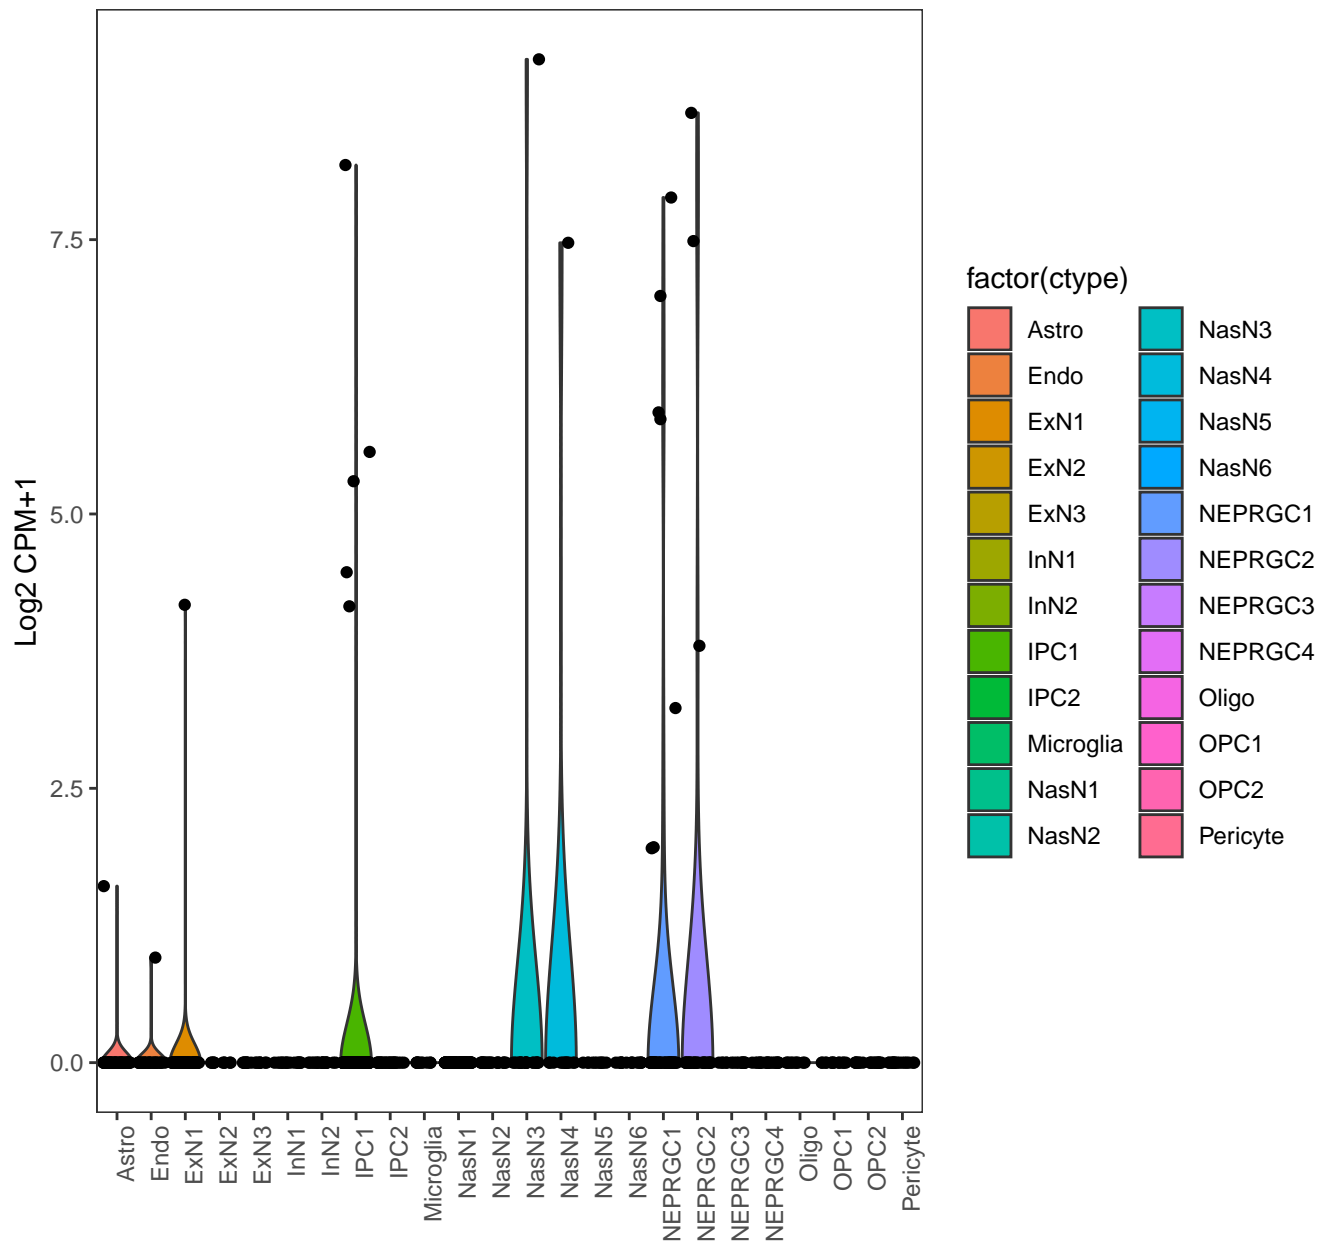 Log2 CPM+1
7.5
5.0
2.5
0.0
Astro
Endo
ExN1
ExN2
ExN3
InN1
InN2
IPC1
IPC2
Microglia
NasN1
NasN2
NasN3
NasN4
NasN5
NasN6
NEPRGC1
NEPRGC2
NEPRGC3
NEPRGC4
Oligo
OPC1
OPC2
Pericyte
factor(ctype)
Astro
Endo
ExN1
ExN2
ExN3
InN1
InN2
IPC1
IPC2
Microglia
NasN1
NasN2
NasN3
NasN4
NasN5
NasN6
NEPRGC1
NEPRGC2
NEPRGC3
NEPRGC4
Oligo
OPC1
OPC2
Pericyte